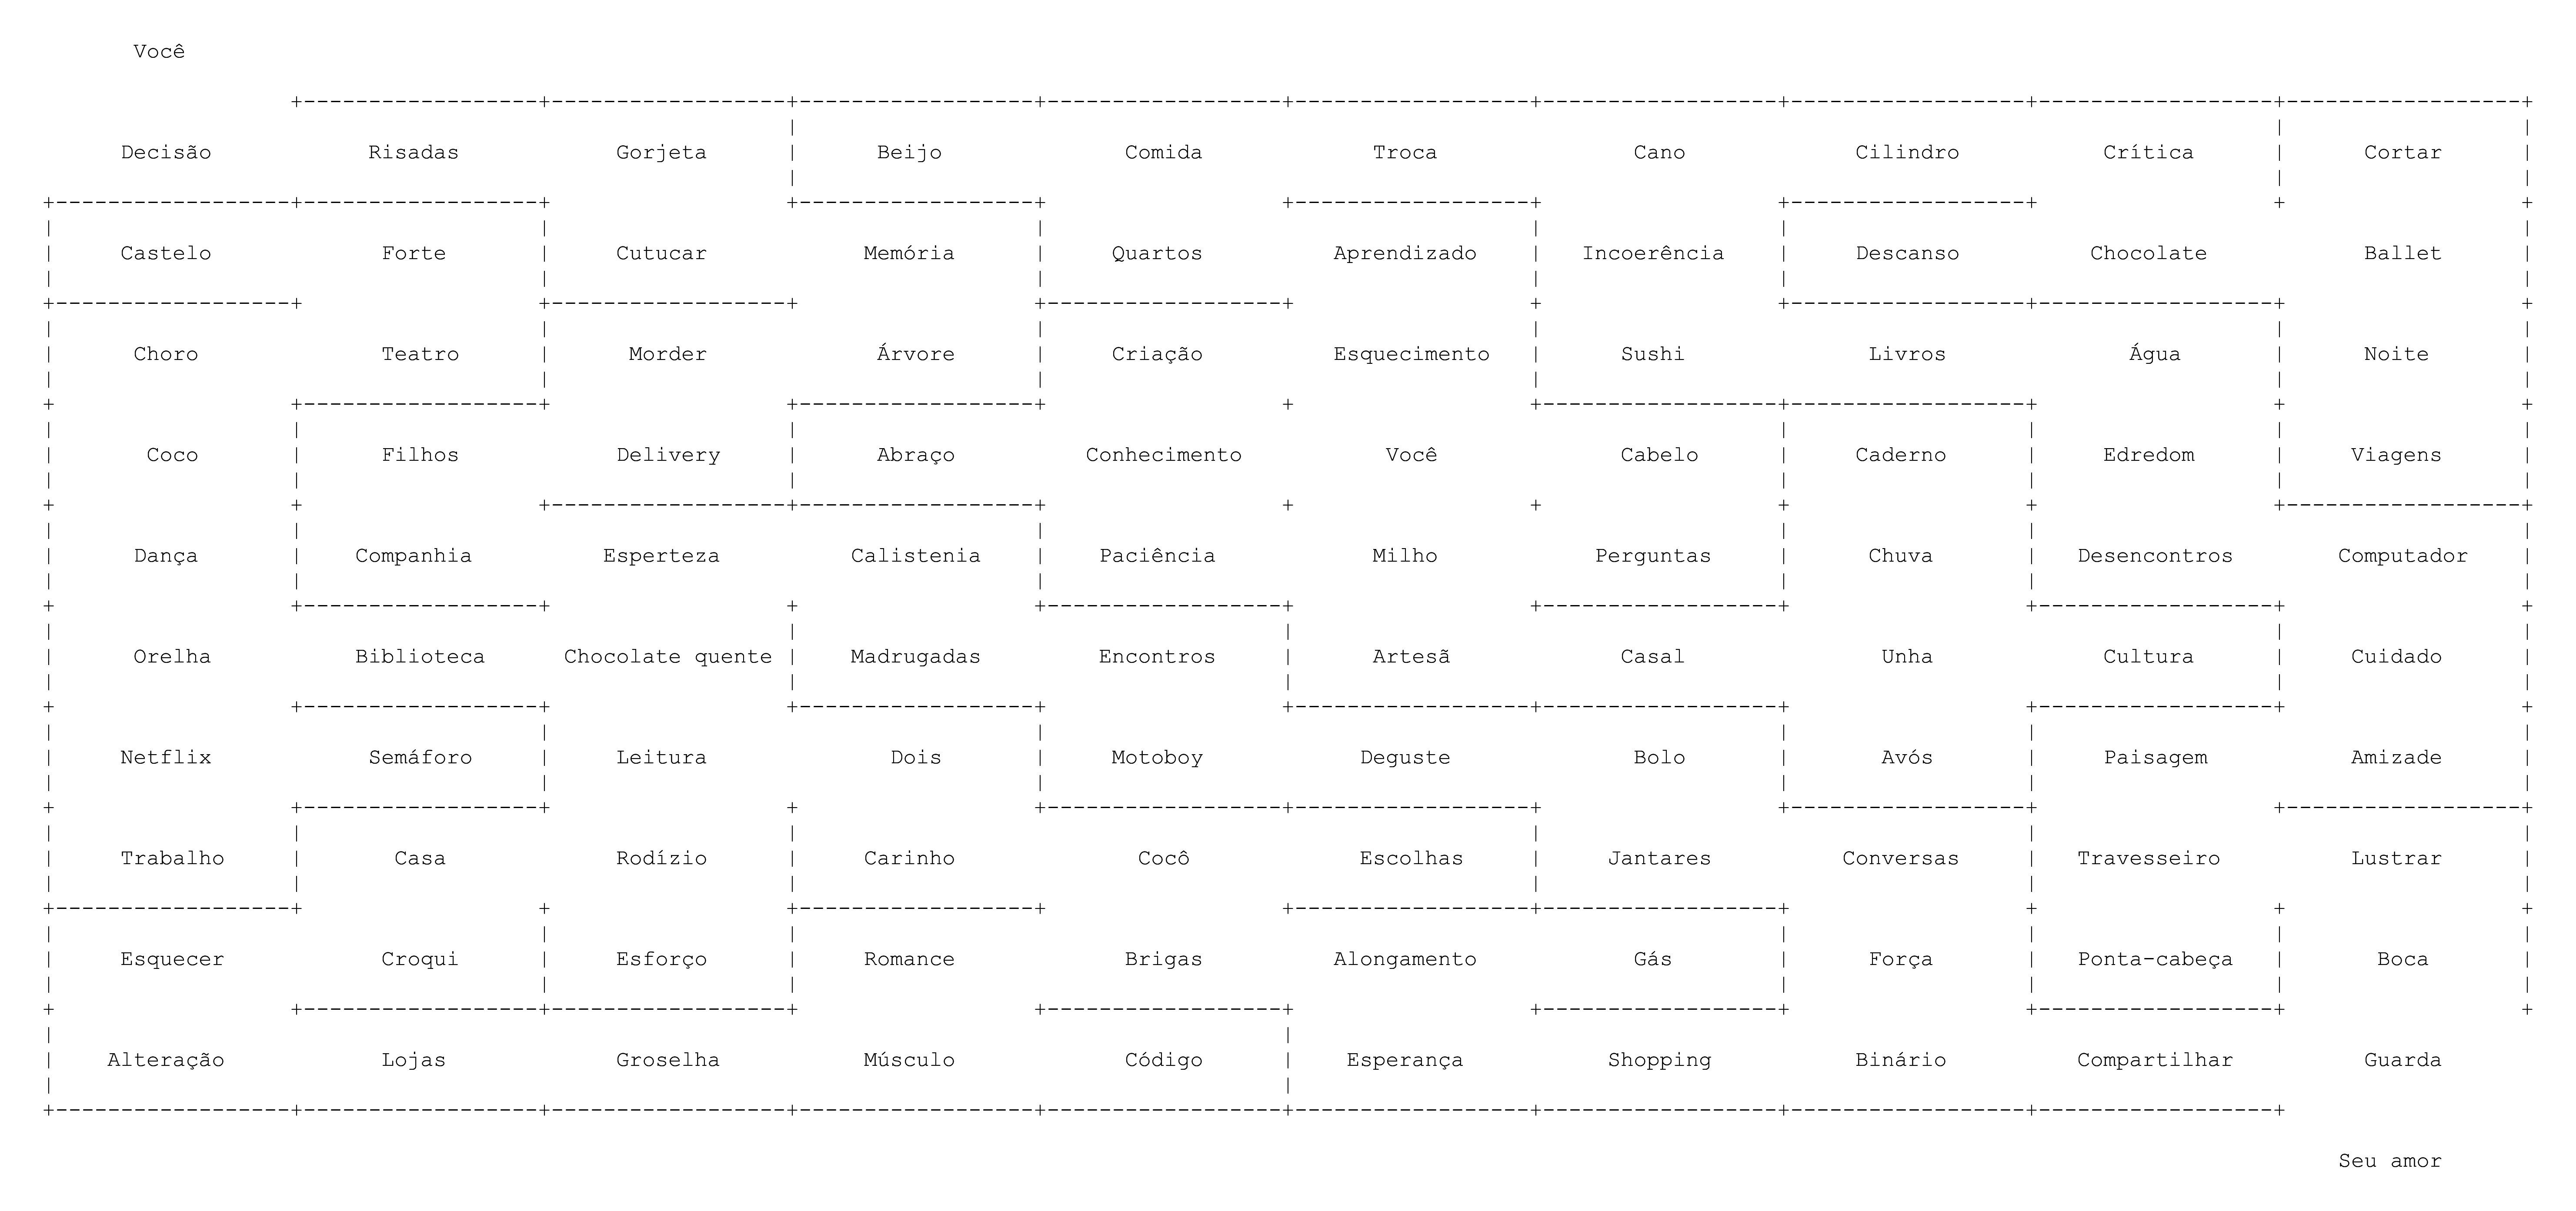 Você
Decisão Risadas Gorjeta Beijo Comida Troca Cano Cilindro Crítica Cortar
Castelo Forte Cutucar Memória Quartos Aprendizado Incoerência Descanso Chocolate Ballet
Choro Teatro Morder Árvore Criação Esquecimento Sushi Livros Água Noite
Coco Filhos Delivery Abraço Conhecimento Você Cabelo Caderno Edredom Viagens
Dança Companhia Esperteza Calistenia Paciência Milho Perguntas Chuva Desencontros Computador
Orelha Biblioteca Chocolate quente Madrugadas Encontros Artesã Casal Unha Cultura Cuidado
Netflix Semáforo Leitura Dois Motoboy Deguste Bolo Avós Paisagem Amizade
Trabalho Casa Rodízio Carinho Cocô Escolhas Jantares Conversas Travesseiro Lustrar
Esquecer Croqui Esforço Romance Brigas Alongamento Gás Força Ponta-cabeça Boca
Alteração Lojas Groselha Músculo Código Esperança Shopping Binário Compartilhar Guarda
Seu amor